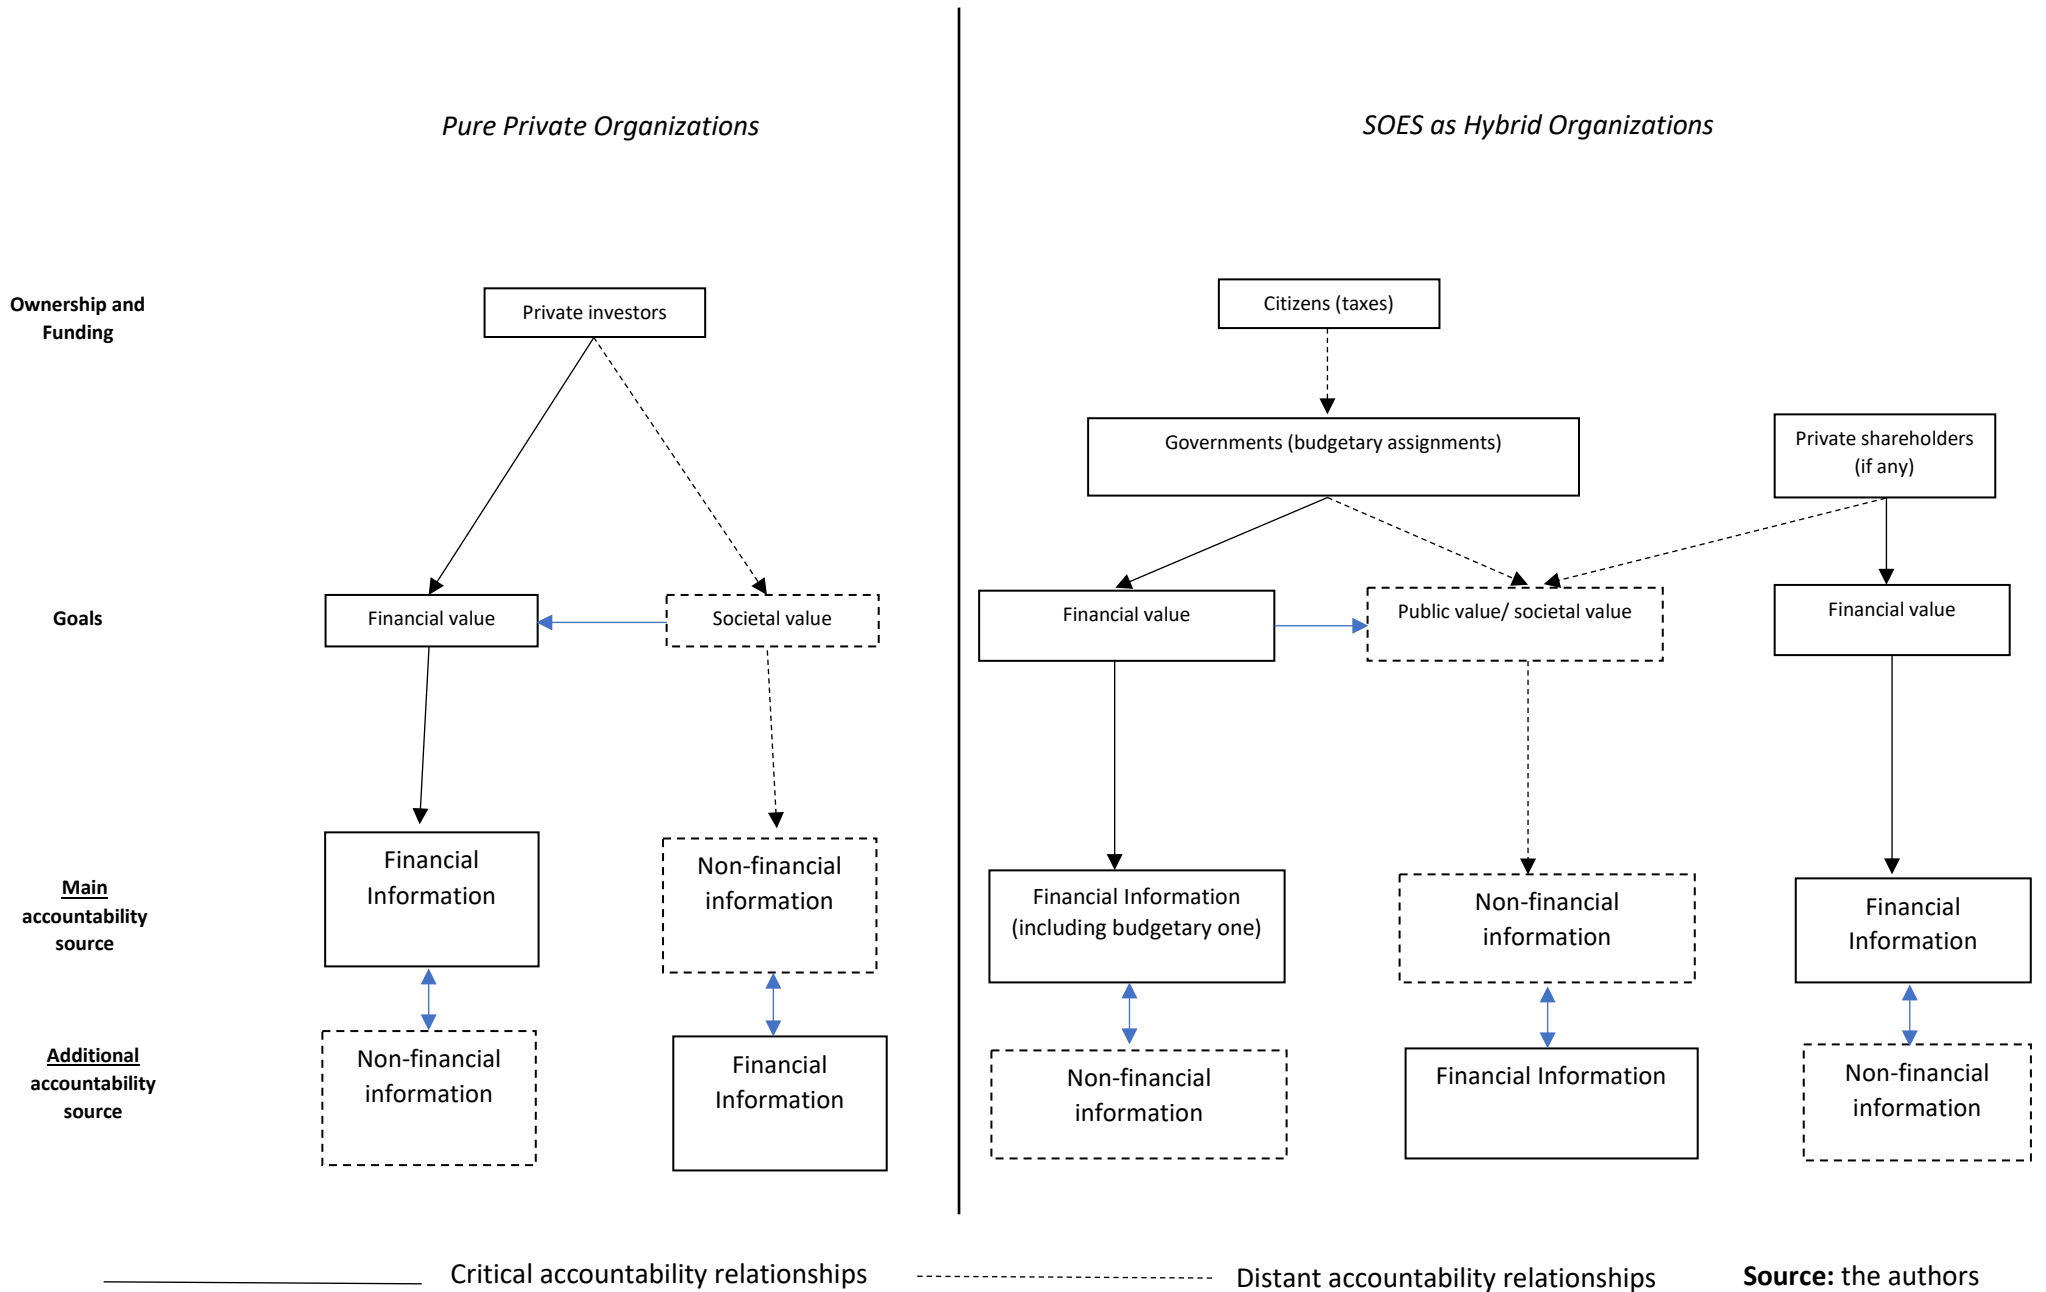 Pure Private Organizations
SOES as Hybrid Organizations
Ownership and
Funding
Private investors
Citizens (taxes)
Governments (budgetary assignments)
Private shareholders
(if any)
Goals
Financial value
Societal value
Financial value
Public value/ societal value
Financial value
Main
accountability
source
Financial
Information
Non-financial
information
Financial Information
(including budgetary one)
Non-financial
information
Financial
Information
Additional
accountability
source
Non-financial
information
Financial
Information
Non-financial
information
Financial Information
Non-financial
information
Critical accountability relationships
Distant accountability relationships
Source: the authors